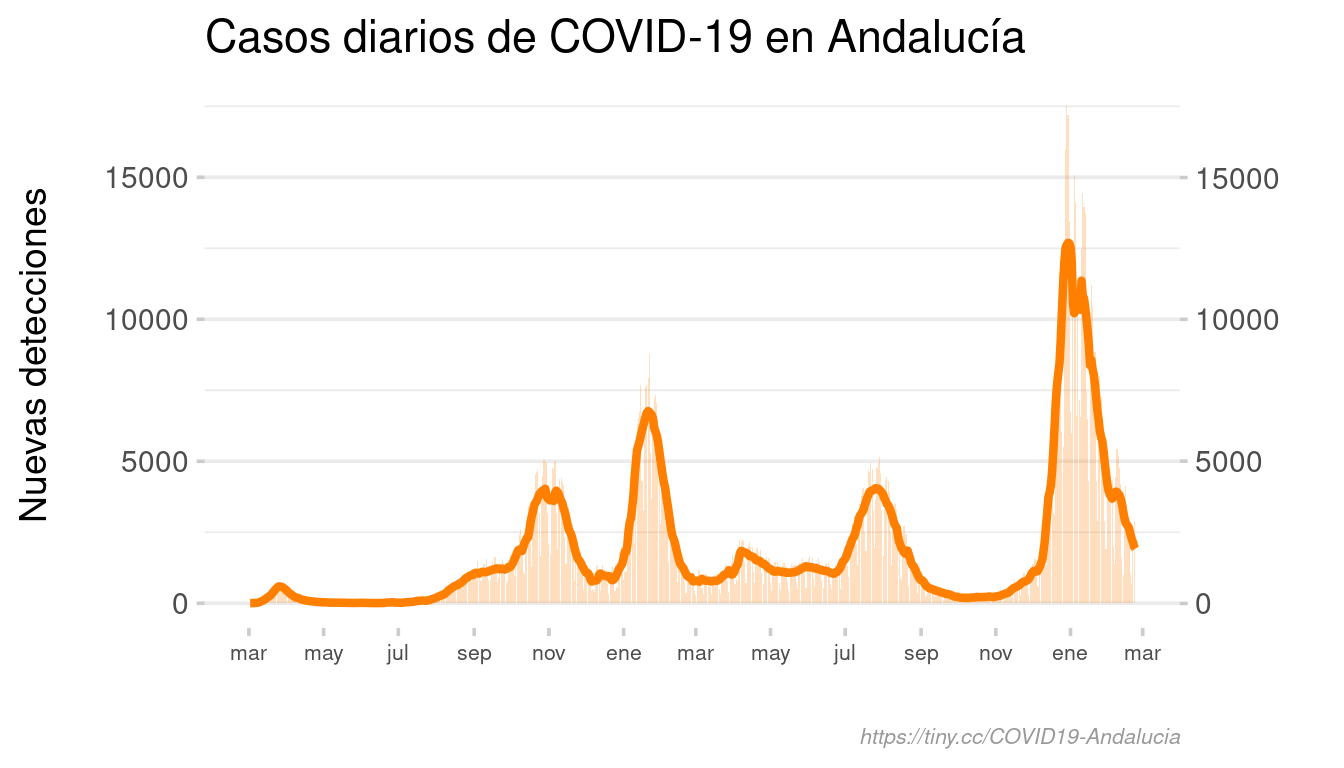 Casos diarios de COVID-19 en Andalucía
Nuevas detecciones
15000
15000
10000
10000
5000
5000
0
0
mar may jul sep nov ene mar may jul sep nov ene mar
https://tiny.cc/COVID19-Andalucia